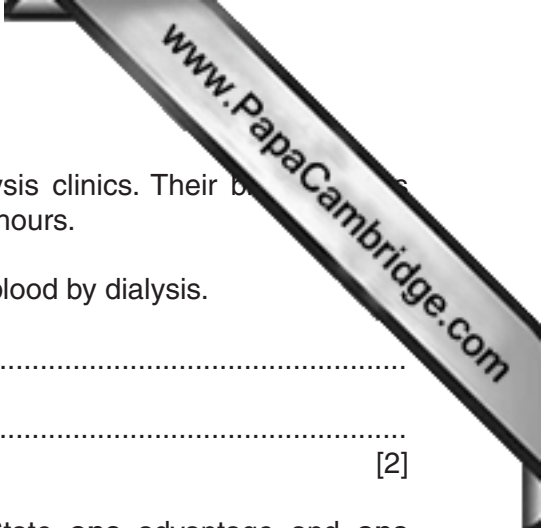 www.PapaCambridge.com
ysis clinics. Their
hours.
blood by dialysis.
..........................................................
..........................................................
[2]
State one advantage and one